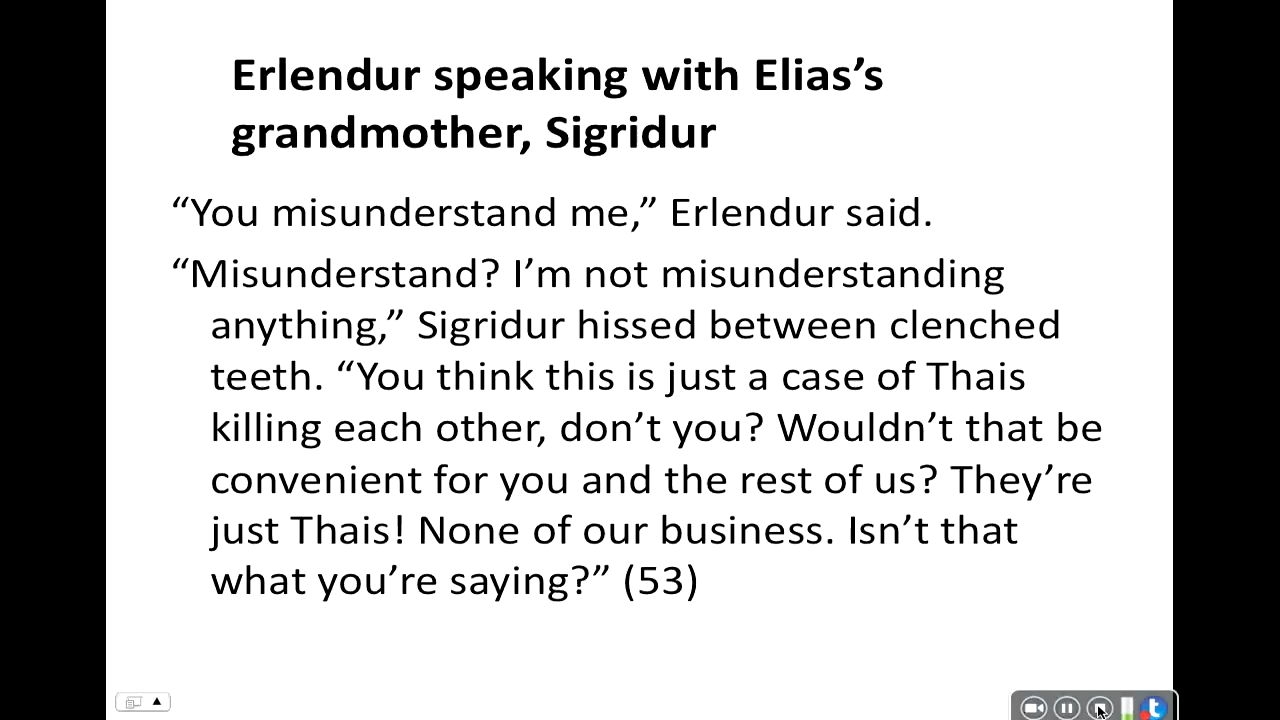 Erlendur speaking with Elias’s
grandmother, Sigridur
“You misunderstand me,” Erlendur said.
“Misunderstand? I’m not misunderstanding
anything,” Sigridur hissed between clenched
teeth. “You think this is just a case of Thais
killing each other, don’t you? Wouldn’t that be
convenient for you and the rest of us? They’re
just Thais! None of our business. Isn’t that
what you’re saying?” (53)
t